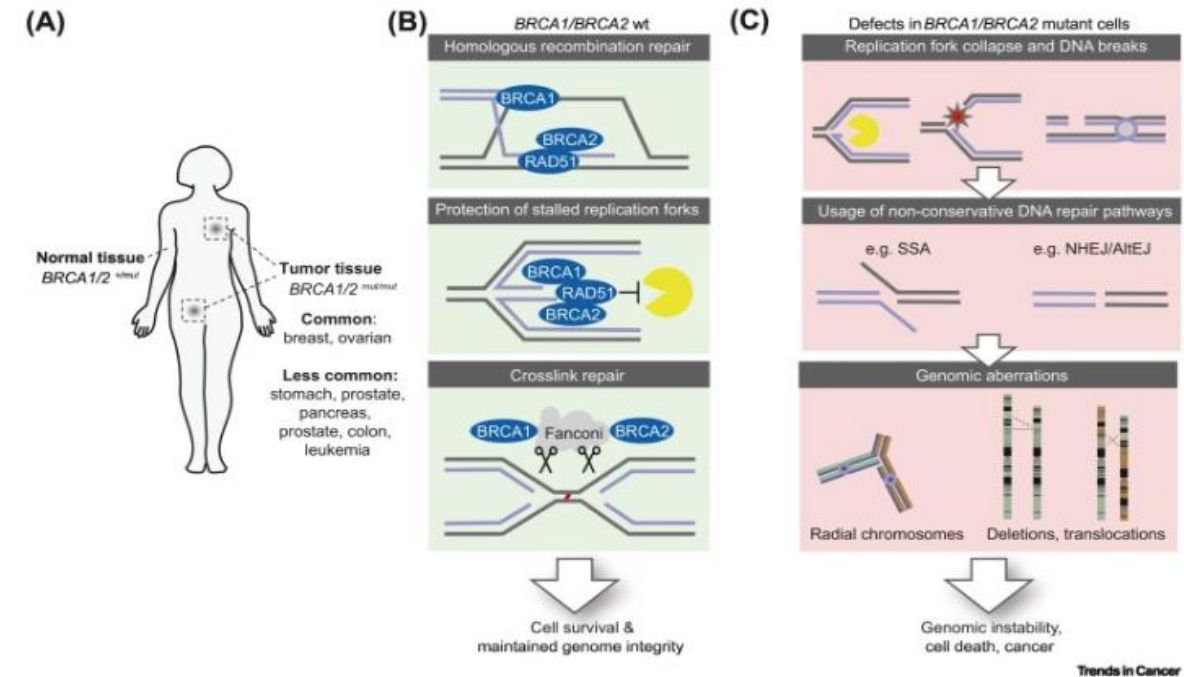 (A)
Normal tissue
BRCA1/2 +/mut
Tumor tissue
BRCA1/2 mut/mut
Common:
breast, ovarian
Less common:
stomach, prostate,
pancreas,
prostate, colon,
leukemia
(B)
BRCA1/BRCA2 wt
Homologous recombination repair
BRCA1
BRCA2
RAD51
Protection of stalled replication forks
BRCA1
RAD51
BRCA2
Crosslink repair
BRCA1
Fanconi
BRCA2
Cell survival &
maintained genome integrity
(C)
Defects in BRCA1/BRCA2 mutant cells
Replication fork collapse and DNA breaks
Usage of non-conservative DNA repair pathways
e.g. SSA
e.g. NHEJ/AltEJ
Genomic aberrations
Radial chromosomes
Deletions, translocations
Genomic instability,
cell death, cancer
Trends in Cancer